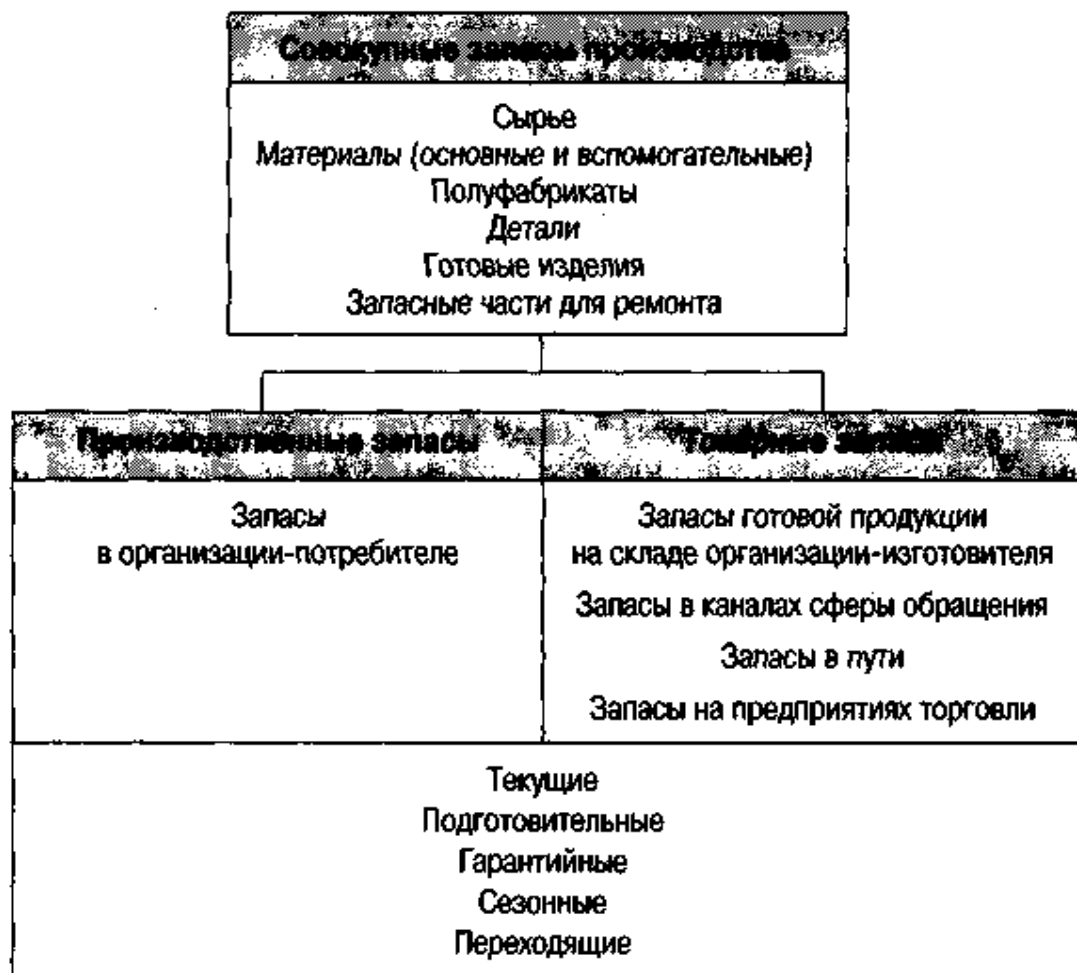 Совокупные запасы производства
Сырье
Материалы (основные и вспомогательные)
Полуфабрикаты
Детали
Готовые изделия
Запасные части для ремонта
Производственные запасы
Товарные запасы
Запасы
в организации-потребителе
Запасы готовой продукции
на складе организации-изготовителя
Запасы в каналах сферы обращения
Запасы в пути
Запасы на предприятиях торговли
Текущие
Подготовительные
Гарантийные
Сезонные
Переходящие